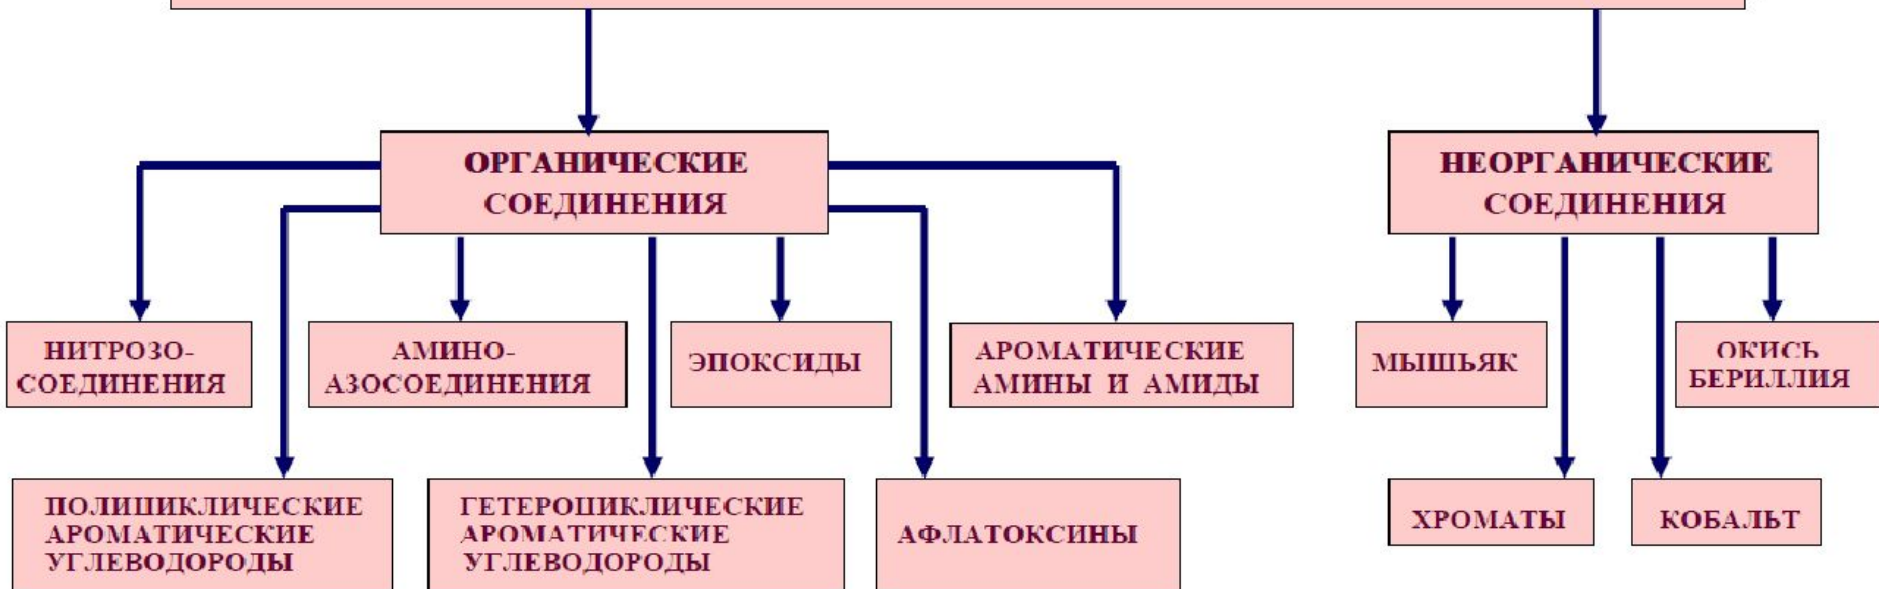 ОРГАНИЧЕСКИЕ
СОЕДИНЕНИЯ
НЕОРГАНИЧЕСКИЕ
СОЕДИНЕНИЯ
НИТРОЗО-
СОЕДИНЕНИЯ
АМИНО-
АЗОСОЕДИНЕНИЯ
ЭПОКСИДЫ
АРОМАТИЧЕСКИЕ
АМИНЫ И АМИДЫ
МЫШЬЯК
ОКИСЬ
БЕРИЛЛИЯ
ПОЛИЦИКЛИЧЕСКИЕ
АРОМАТИЧЕСКИЕ
УГЛЕВОДОРОДЫ
ГЕТЕРОЦИКЛИЧЕСКИЕ
АРОМАТИЧЕСКИЕ
УГЛЕВОДОРОДЫ
АФЛАТОКСИНЫ
ХРОМАТЫ
КОБАЛЬТ